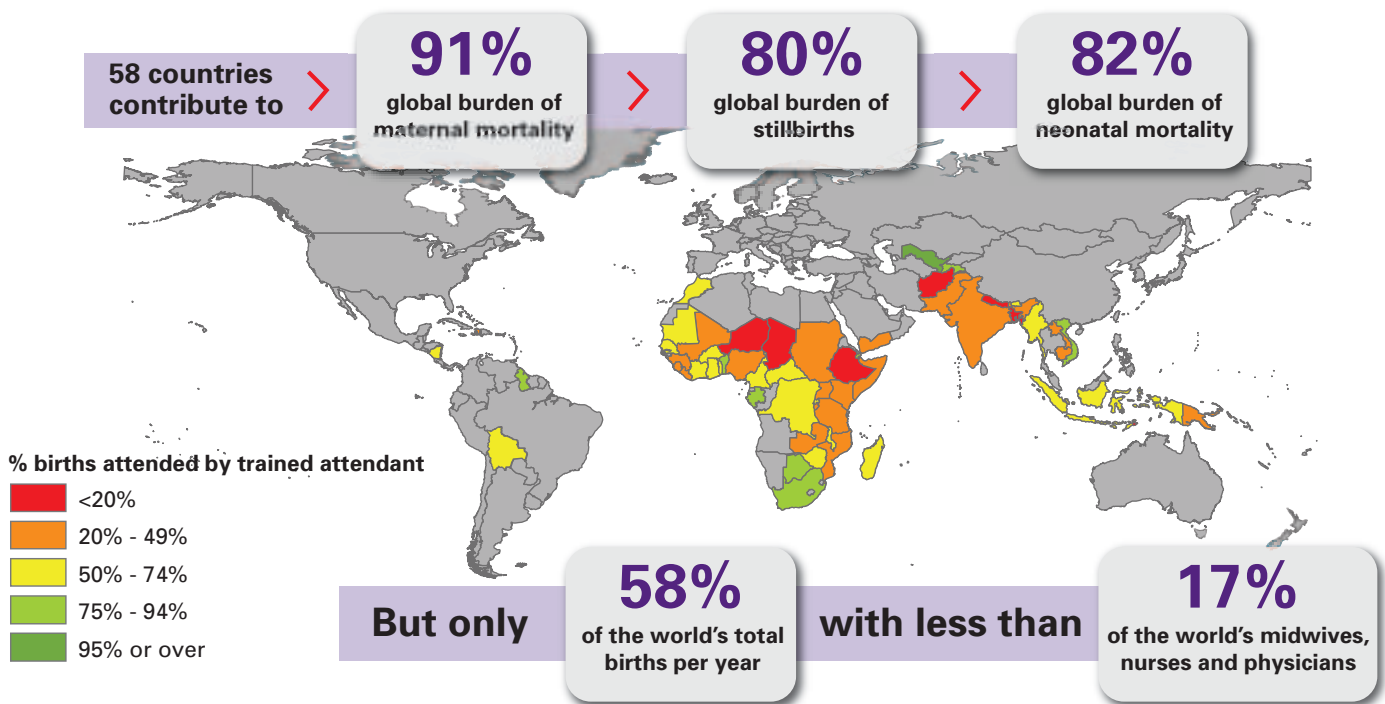 58 countries
contribute to
91%
global burden of
maternal mortality
80%
global burden of
stillbirths
82%
global burden of
neonatal mortality
% births attended by trained attendant
<20%
20% - 49%
50% - 74%
75% - 94%
95% or over
But only
58%
of the world's total
births per year
with less than
17%
of the world's midwives,
nurses and physicians